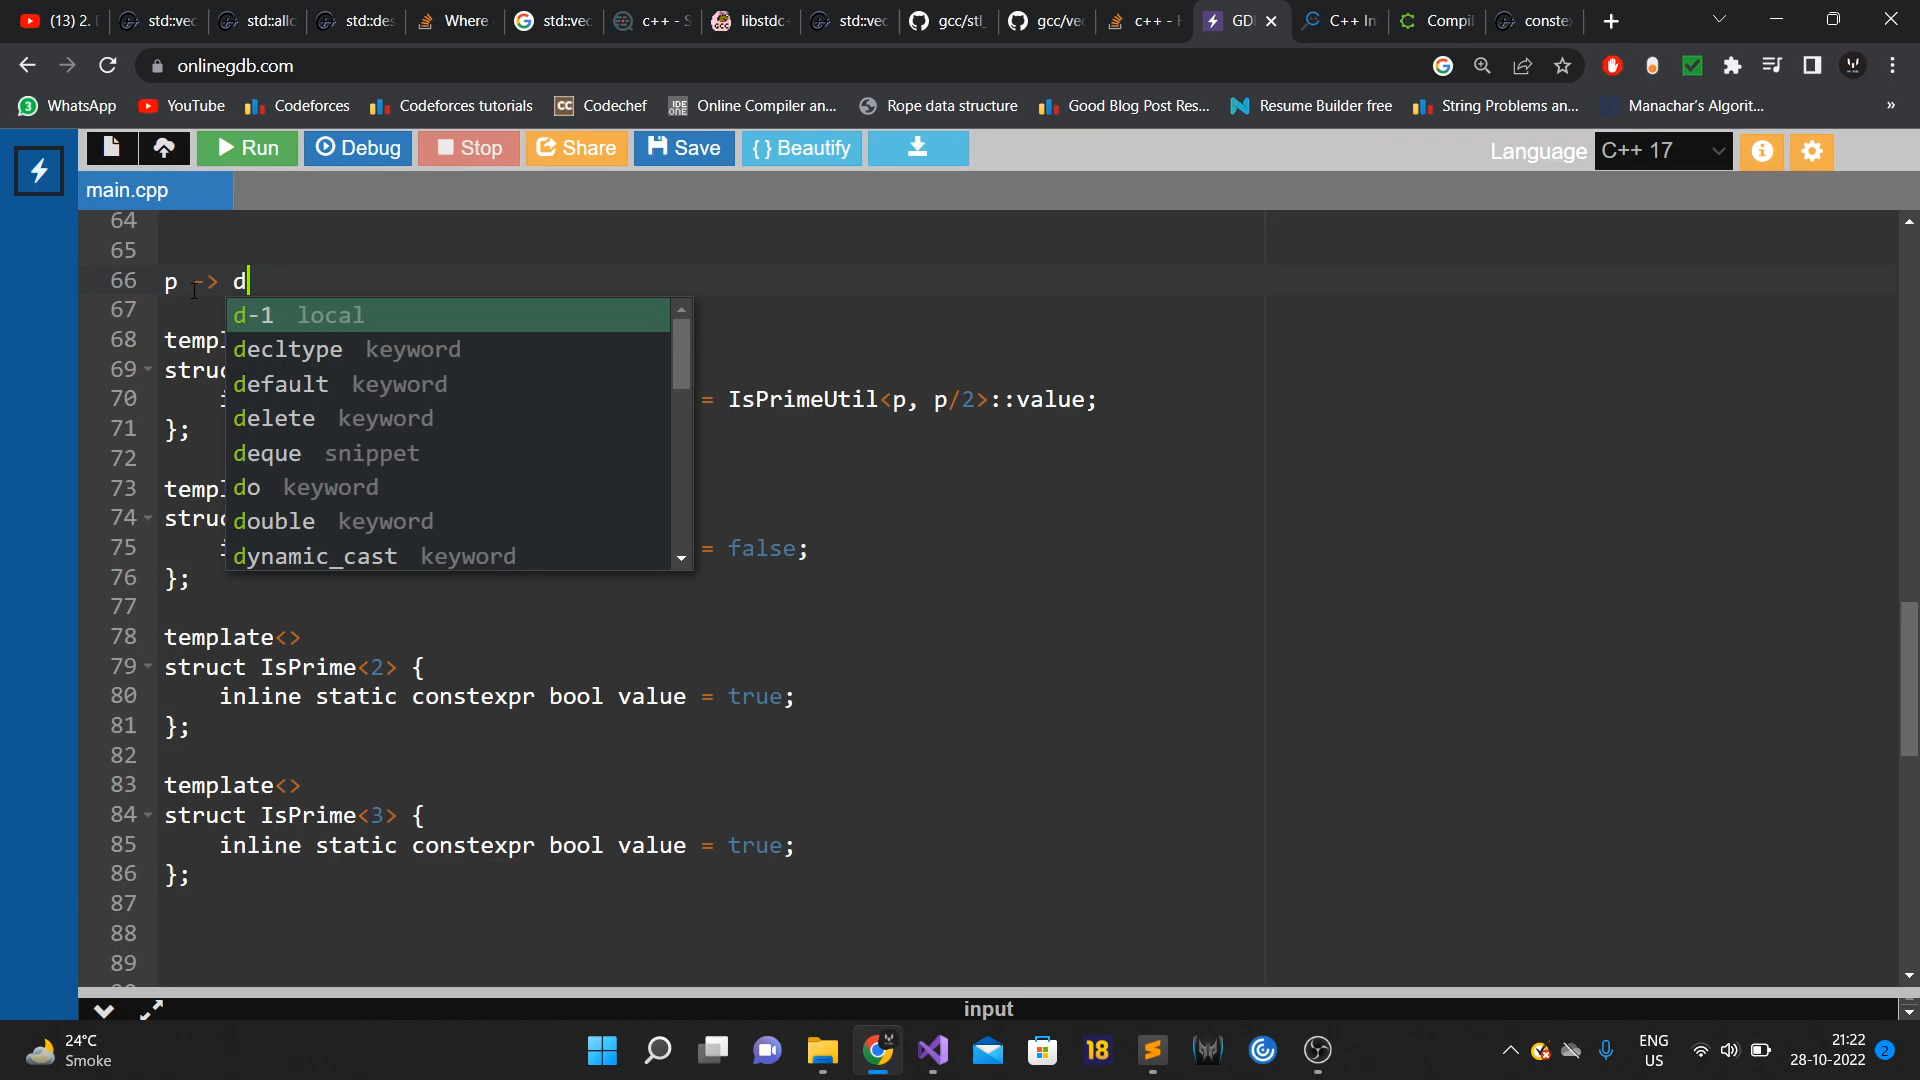 (13) 2. std::vec std::allo std::des Where std::vec c++ - S libstdc- std::vec gcc/stl_ gcc/vec c++ - H GDI C++ In Compil conste
onlinegdb.com
WhatsApp YouTube Codeforces Codeforces tutorials Codechef Online Compiler an... Rope data structure Good Blog Post Res... Resume Builder free String Problems an... Manachar's Algorit... »
Run Debug Stop Share Save { } Beautify Language C++ 17
main.cpp
64
65
66 p -> d
67
d-1 local
68 templ
decltype keyword
69 struc
default keyword
70 = IsPrimeUtil<p, p/2>::value;
delete keyword
71 };
deque snippet
72
do keyword
73 templ
double keyword
74 struc
dynamic_cast keyword
75 = false;
76 };
77
78 template<>
79 struct IsPrime<2> {
80 inline static constexpr bool value = true;
81 };
82
83 template<>
84 struct IsPrime<3> {
85 inline static constexpr bool value = true;
86 };
87
88
89
input
24°C
Smoke
18
ENG
US
21:22
28-10-2022
2